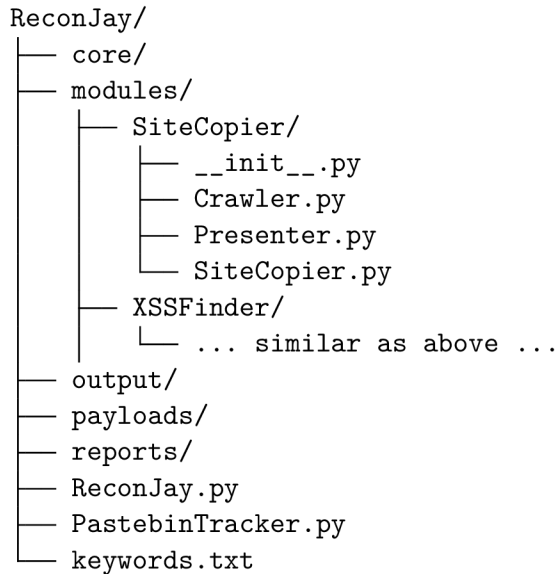 ReconJay/
core/
modules/
SiteCopier/
__init__.py
Crawler.py
Presenter.py
SiteCopier.py
XSSFinder/
... similar as above ...
output/
payloads/
reports/
ReconJay.py
PastebinTracker.py
keywords.txt